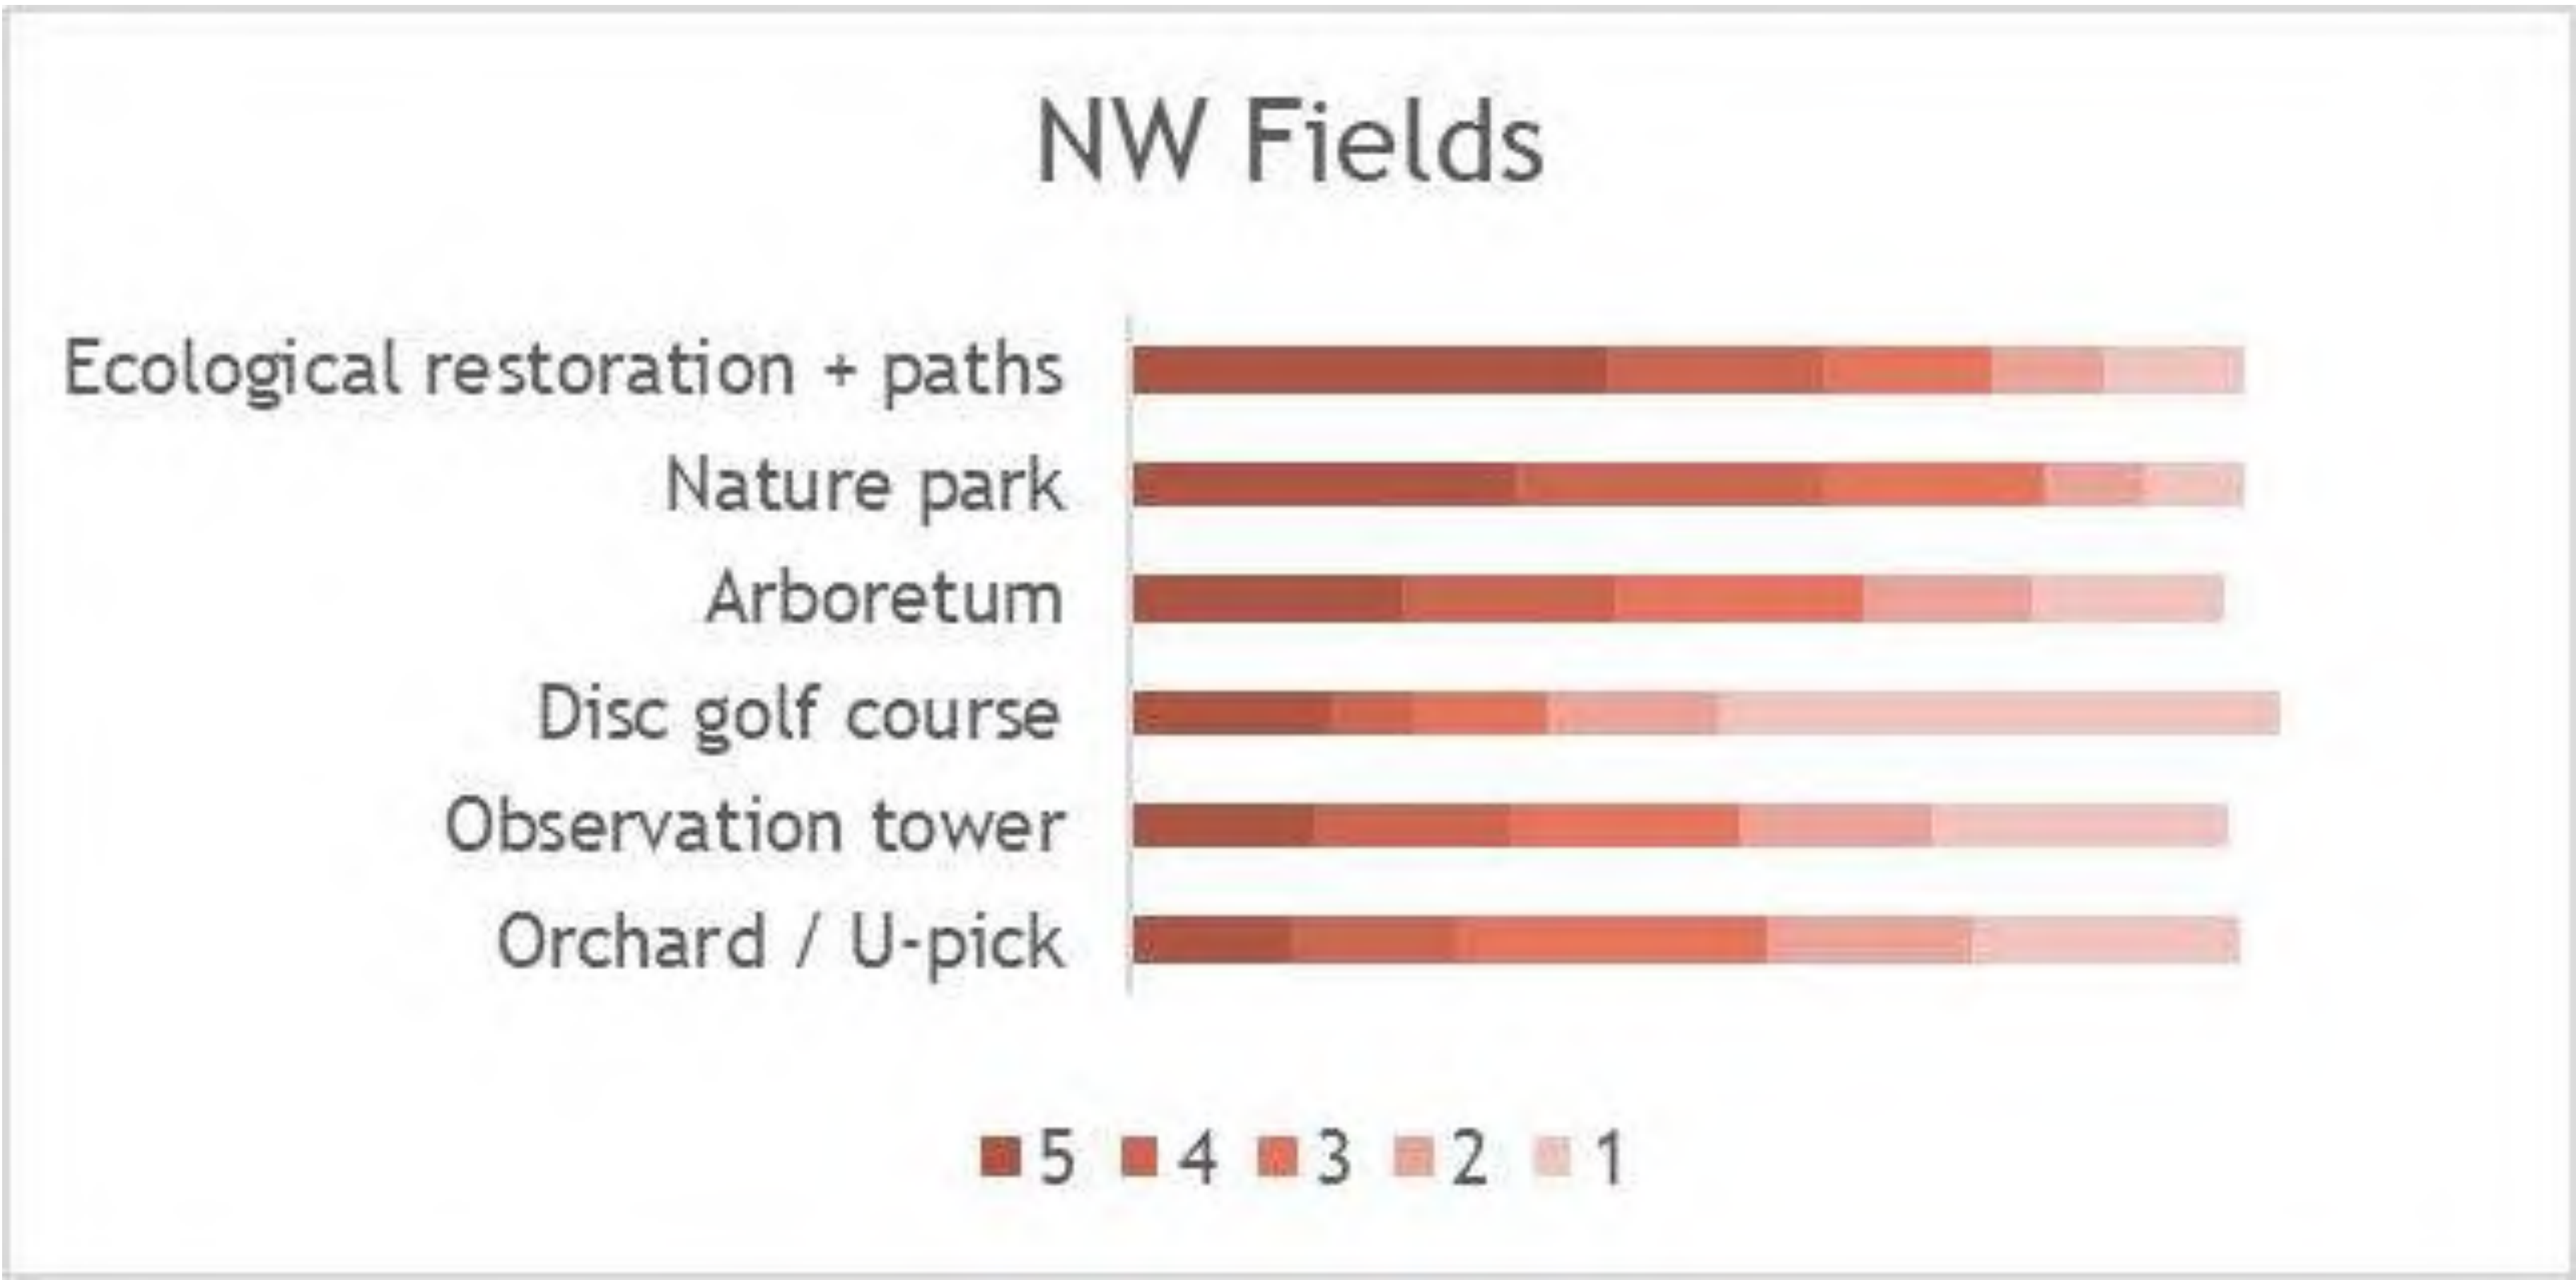 NW Fields
Ecological restoration + paths
Nature park
Arboretum
Disc golf course
Observation tower
Orchard / U-pick
5 4 3 2 1